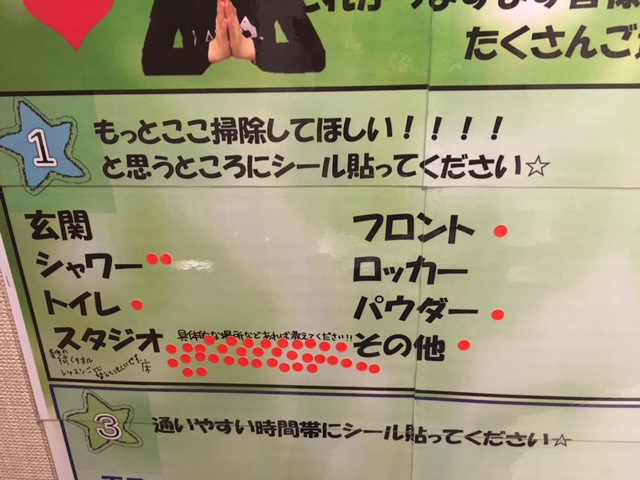 たくさんご
1
もっとここ掃除してほしい!!!!
と思うところにシール貼ってください☆
玄関
フロント
シャワー
ロッカー
トイレ
パウダー
スタジオ
具体的な場所などあれば教えてください!!
その他
床
3
通いやすい時間帯にシール貼ってください☆